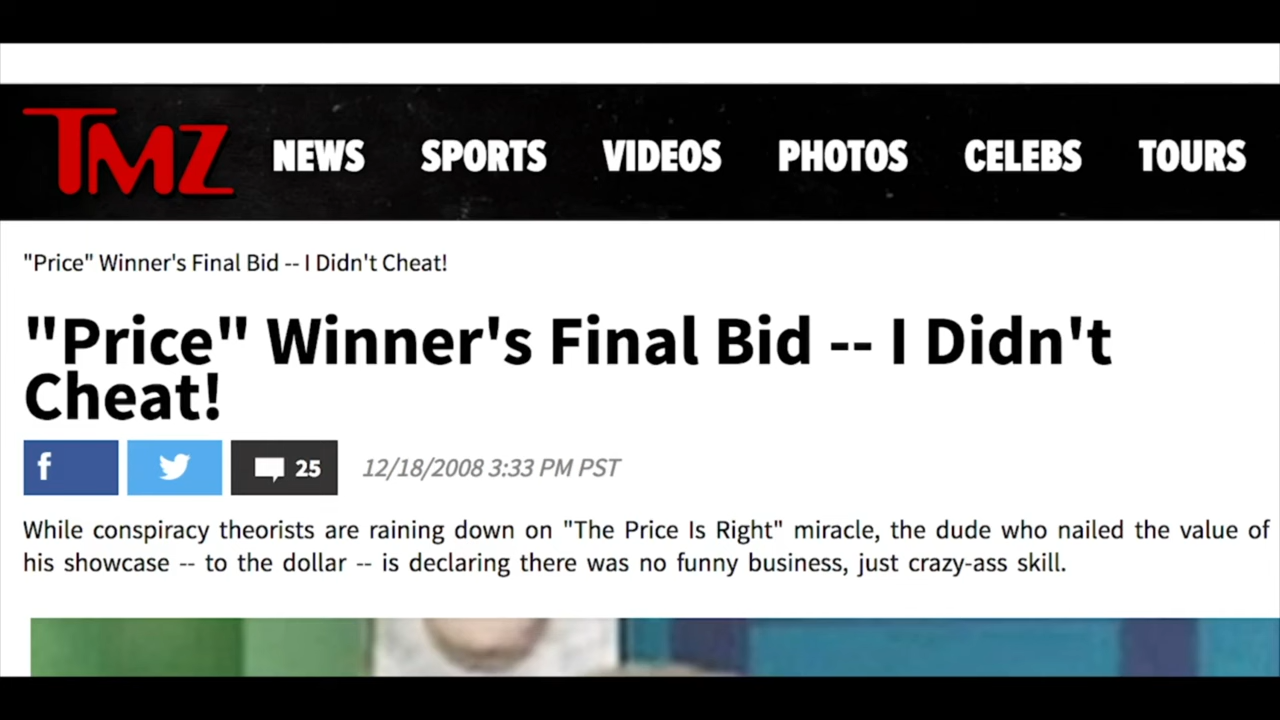 TMZ NEWS SPORTS VIDEOS PHOTOS CELEBS TOURS
"Price" Winner's Final Bid -- I Didn't Cheat!
"Price" Winner's Final Bid -- I Didn't
Cheat!
f 25 12/18/2008 3:33 PM PST
While conspiracy theorists are raining down on "The Price Is Right" miracle, the dude who nailed the value of
his showcase -- to the dollar -- is declaring there was no funny business, just crazy-ass skill.